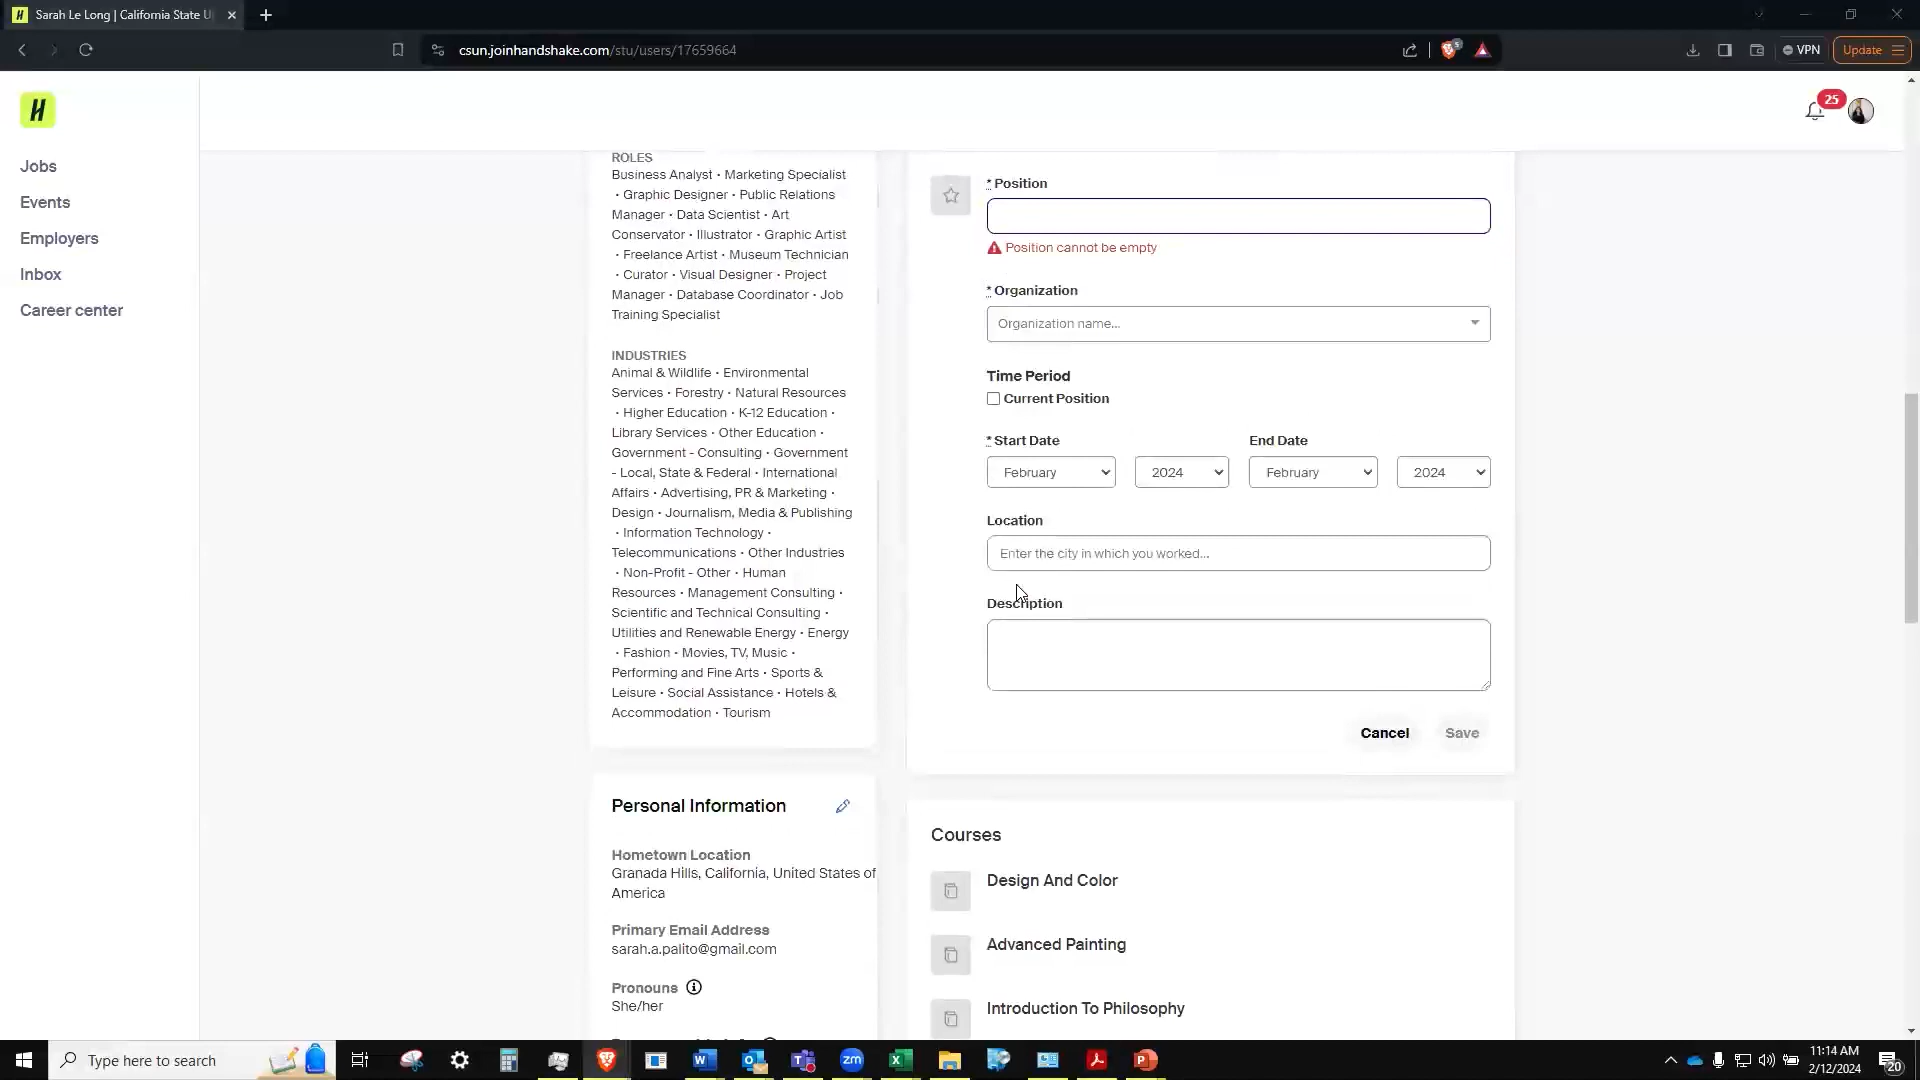 Sarah Le Long | California State U
csun.joinhandshake.com/stu/users/17659664
VPN
Update
25
Jobs
Events
Employers
Inbox
Career center
ROLES
Business Analyst • Marketing Specialist
• Graphic Designer • Public Relations
Manager • Data Scientist • Art
Conservator • Illustrator • Graphic Artist
• Freelance Artist • Museum Technician
• Curator • Visual Designer • Project
Manager • Database Coordinator • Job
Training Specialist
INDUSTRIES
Animal & Wildlife • Environmental
Services • Forestry • Natural Resources
• Higher Education • K-12 Education •
Library Services • Other Education •
Government - Consulting • Government
- Local, State & Federal • International
Affairs • Advertising, PR & Marketing •
Design • Journalism, Media & Publishing
• Information Technology •
Telecommunications • Other Industries
• Non-Profit - Other • Human
Resources • Management Consulting •
Scientific and Technical Consulting •
Utilities and Renewable Energy • Energy
• Fashion • Movies, TV, Music •
Performing and Fine Arts • Sports &
Leisure • Social Assistance • Hotels &
Accommodation • Tourism
Personal Information
Hometown Location
Granada Hills, California, United States of
America
Primary Email Address
sarah.a.palito@gmail.com
Pronouns
She/her
* Position
Position cannot be empty
* Organization
Organization name...
Time Period
Current Position
* Start Date End Date
February 2024 February 2024
Location
Enter the city in which you worked...
Description
Cancel Save
Courses
Design And Color
Advanced Painting
Introduction To Philosophy
Type here to search
11:14 AM
2/12/2024
20